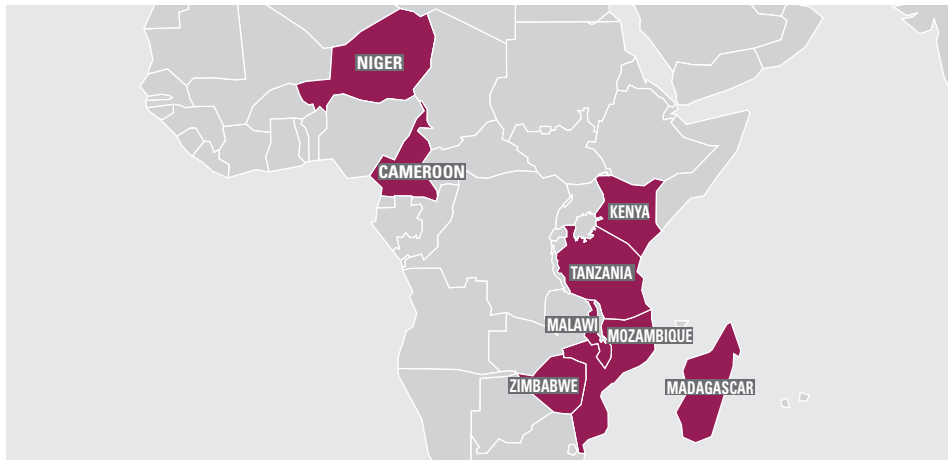 NIGER
CAMEROON
KENYA
TANZANIA
MALAWI
MOZAMBIQUE
ZIMBABWE
MADAGASCAR